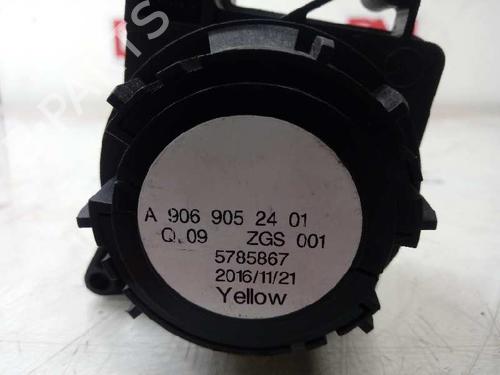 A 906 905 24 01
Q.09 ZGS 001
5785867
2016/11/21
Yellow